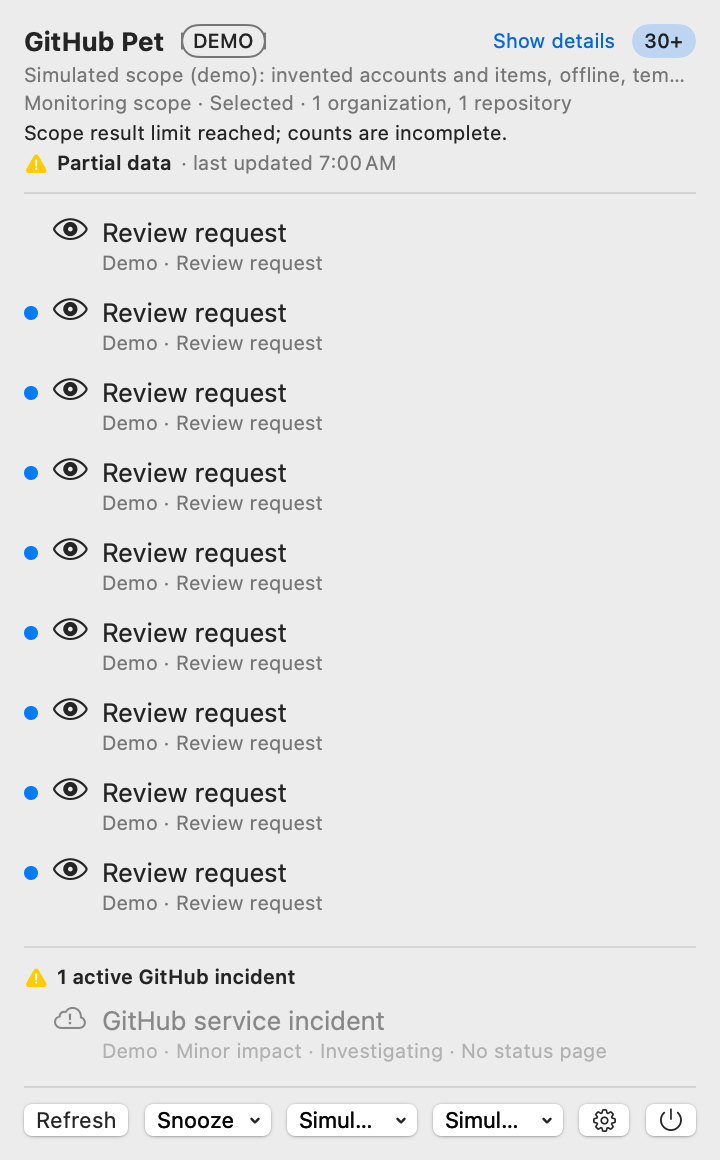 GitHub Pet DEMO Show details 30+
Simulated scope (demo): invented accounts and items, offline, tem…
Monitoring scope · Selected · 1 organization, 1 repository
Scope result limit reached; counts are incomplete.
Partial data · last updated 7:00 AM
Review request
Demo · Review request
Review request
Demo · Review request
Review request
Demo · Review request
Review request
Demo · Review request
Review request
Demo · Review request
Review request
Demo · Review request
Review request
Demo · Review request
Review request
Demo · Review request
Review request
Demo · Review request
1 active GitHub incident
GitHub service incident
Demo · Minor impact · Investigating · No status page
Refresh Snooze Simul… Simul…